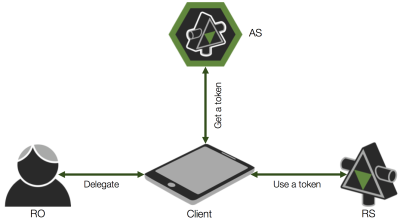 AS
Get a token
Delegate
Use a token
RO
Client
RS